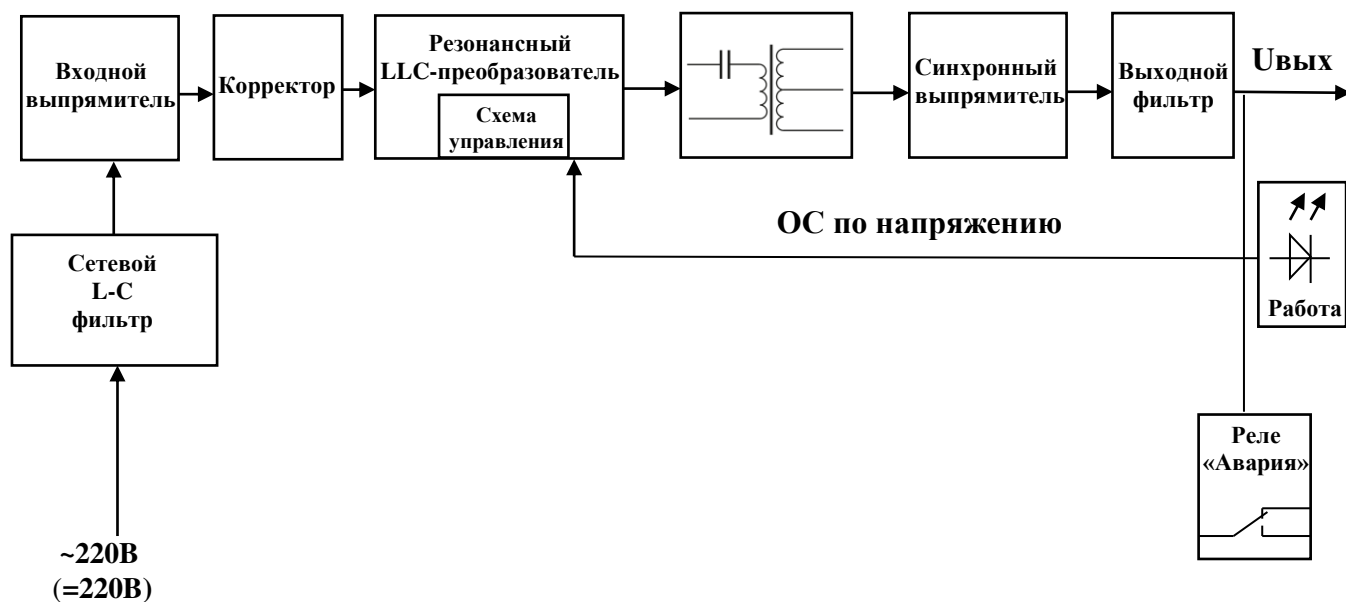 Входной
выпрямитель
Корректор
Резонансный
LLC-преобразователь
Схема
управления
Синхронный
выпрямитель
Выходной
фильтр
Uвых
ОС по напряжению
Сетевой
L-C
фильтр
Работа
Реле
«Авария»
~220В
(=220В)